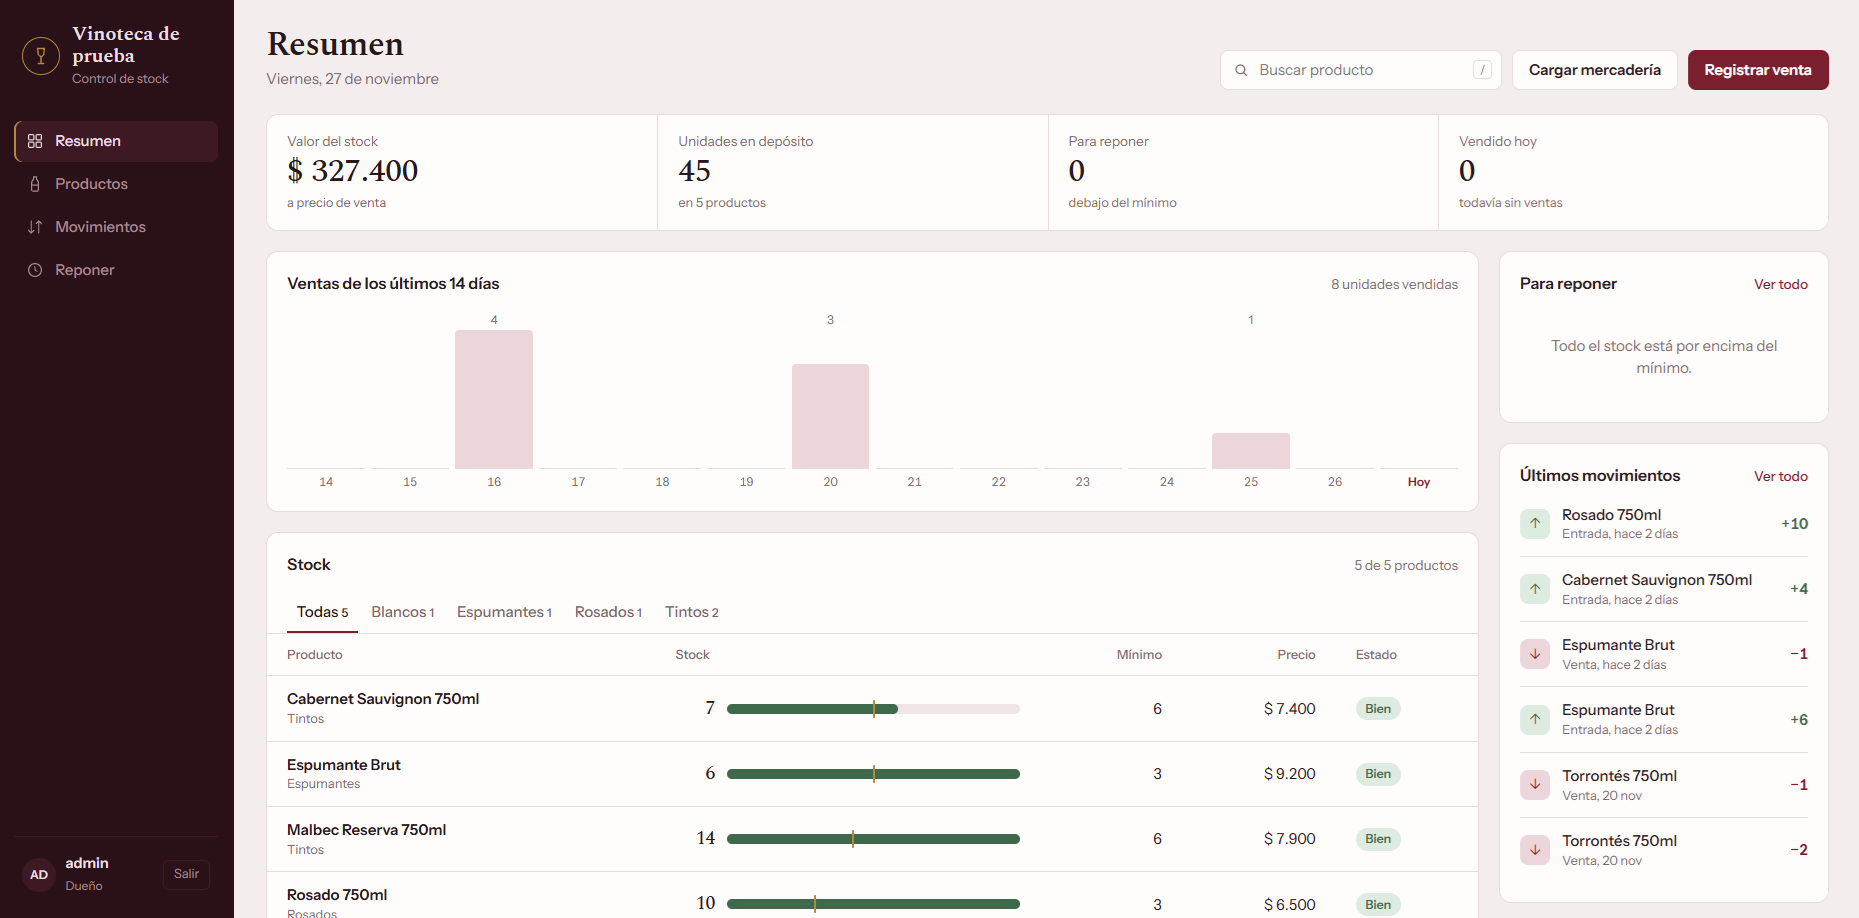 Vinoteca de
prueba
Control de stock
Resumen
Productos
Movimientos
Reponer
AD
admin
Dueño
Salir
Resumen
Viernes, 27 de noviembre
Buscar producto
/
Cargar mercadería
Registrar venta
Valor del stock
$ 327.400
a precio de venta
Unidades en depósito
45
en 5 productos
Para reponer
0
debajo del mínimo
Vendido hoy
0
todavía sin ventas
Ventas de los últimos 14 días
8 unidades vendidas
4 3 1
14 15 16 17 18 19 20 21 22 23 24 25 26 Hoy
Stock
5 de 5 productos
Todas 5 Blancos 1 Espumantes 1 Rosados 1 Tintos 2
Producto Stock Mínimo Precio Estado
Cabernet Sauvignon 750ml
Tintos
7 6 $ 7.400 Bien
Espumante Brut
Espumantes
6 3 $ 9.200 Bien
Malbec Reserva 750ml
Tintos
14 6 $ 7.900 Bien
Rosado 750ml
Rosados
10 3 $ 6.500 Bien
Para reponer
Ver todo
Todo el stock está por encima del
mínimo.
Últimos movimientos
Ver todo
Rosado 750ml
Entrada, hace 2 días
+10
Cabernet Sauvignon 750ml
Entrada, hace 2 días
+4
Espumante Brut
Venta, hace 2 días
−1
Espumante Brut
Entrada, hace 2 días
+6
Torrontés 750ml
Venta, 20 nov
−1
Torrontés 750ml
Venta, 20 nov
−2